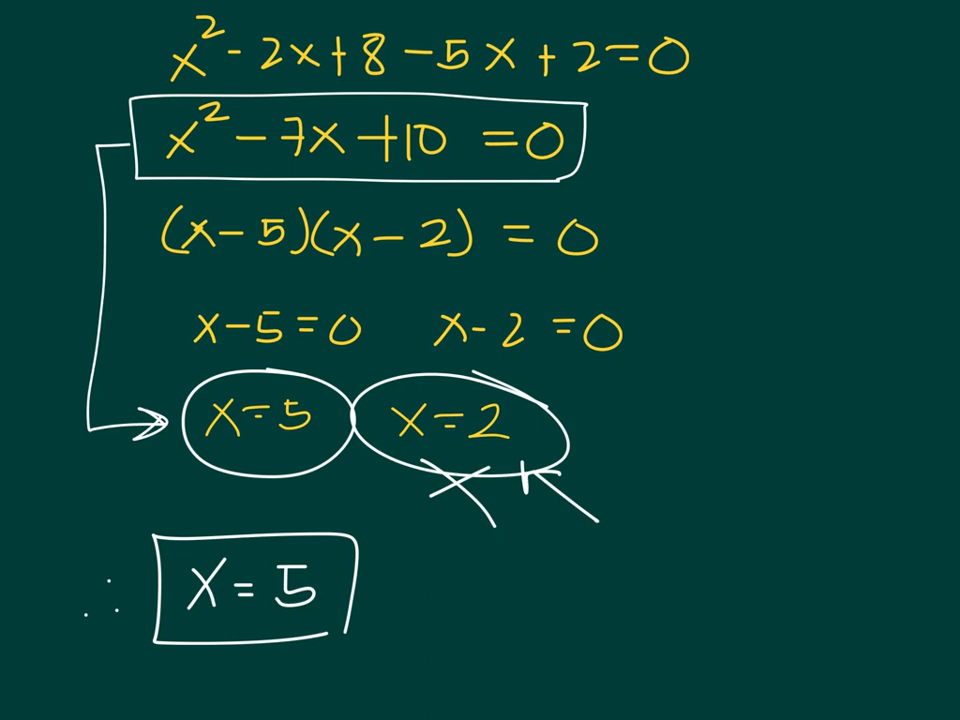 x² - 2x + 8 - 5x + 2 = 0
x² - 7x + 10 = 0
(x - 5)(x - 2) = 0
x - 5 = 0 x - 2 = 0
x = 5 x = 2
∴ x = 5